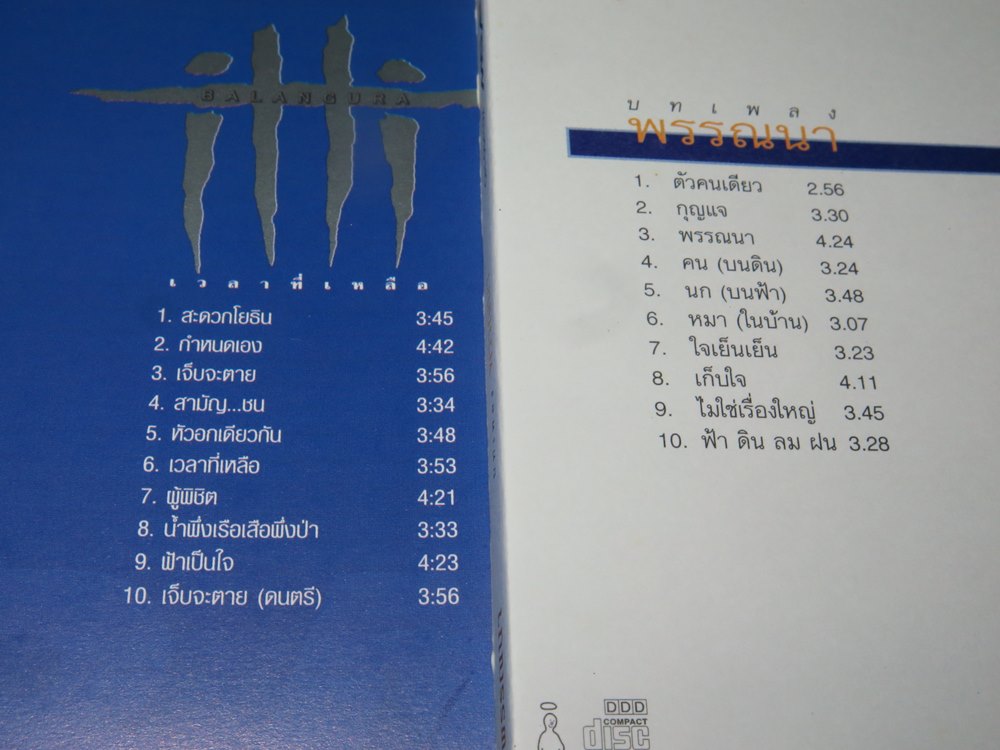 BALANGURA
เวลาที่เหลือ
1. สะดวกโยธิน 3:45
2. กำหนดเอง 4:42
3. เจ็บจะตาย 3:56
4. สามัญ...ชน 3:34
5. หัวอกเดียวกัน 3:48
6. เวลาที่เหลือ 3:53
7. ผู้พิชิต 4:21
8. น้ำพึ่งเรือเสือพึ่งป่า 3:33
9. ฟ้าเป็นใจ 4:23
10. เจ็บจะตาย (ดนตรี) 3:56
บทเพลง
พรรณนา
1. ตัวคนเดียว 2.56
2. กุญแจ 3.30
3. พรรณนา 4.24
4. คน (บนดิน) 3.24
5. นก (บนฟ้า) 3.48
6. หมา (ในบ้าน) 3.07
7. ใจเย็นเย็น 3.23
8. เก็บใจ 4.11
9. ไม่ใช่เรื่องใหญ่ 3.45
10. ฟ้า ดิน ลม ฝน 3.28
DDD
COMPACT
disc